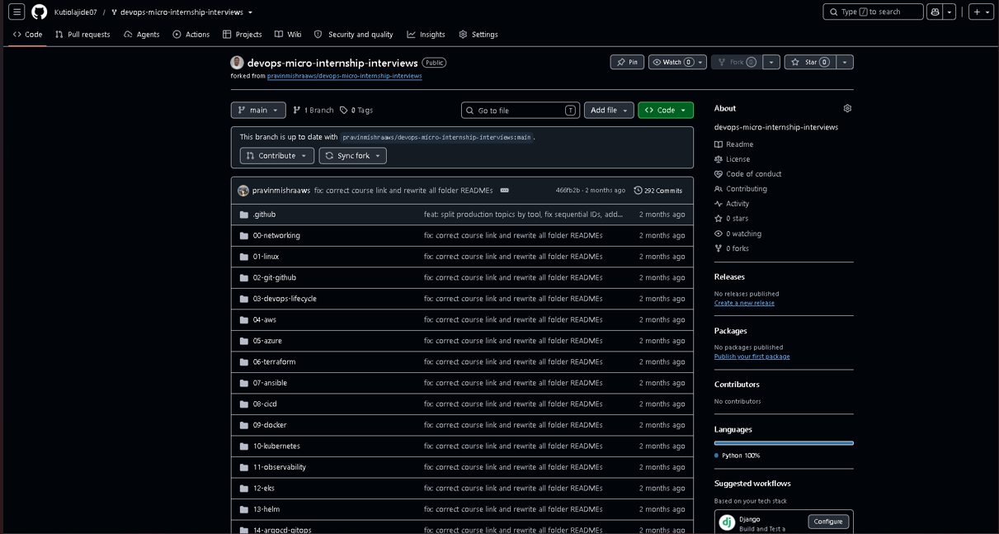 Kutiolajide07 / devops-micro-internship-interviews
Type / to search
Code Pull requests Agents Actions Projects Wiki Security and quality Insights Settings
devops-micro-internship-interviews Public
Pin Watch 0 Fork 0 Star 0
forked from pravinmishraaws/devops-micro-internship-interviews
main 1 Branch 0 Tags Go to file T Add file Code
This branch is up to date with pravinmishraaws/devops-micro-internship-interviews:main.
Contribute Sync fork
pravinmishraaws fix: correct course link and rewrite all folder READMEs 466fb2b · 2 months ago 292 Commits
.github feat: split production topics by tool, fix sequential IDs, add... 2 months ago
00-networking fix: correct course link and rewrite all folder READMEs 2 months ago
01-linux fix: correct course link and rewrite all folder READMEs 2 months ago
02-git-github fix: correct course link and rewrite all folder READMEs 2 months ago
03-devops-lifecycle fix: correct course link and rewrite all folder READMEs 2 months ago
04-aws fix: correct course link and rewrite all folder READMEs 2 months ago
05-azure fix: correct course link and rewrite all folder READMEs 2 months ago
06-terraform fix: correct course link and rewrite all folder READMEs 2 months ago
07-ansible fix: correct course link and rewrite all folder READMEs 2 months ago
08-cicd fix: correct course link and rewrite all folder READMEs 2 months ago
09-docker fix: correct course link and rewrite all folder READMEs 2 months ago
10-kubernetes fix: correct course link and rewrite all folder READMEs 2 months ago
11-observability fix: correct course link and rewrite all folder READMEs 2 months ago
12-eks fix: correct course link and rewrite all folder READMEs 2 months ago
13-helm fix: correct course link and rewrite all folder READMEs 2 months ago
14-argocd-gitops fix: correct course link and rewrite all folder READMEs 2 months ago
About
devops-micro-internship-interviews
Readme
License
Code of conduct
Contributing
Activity
0 stars
0 watching
0 forks
Releases
No releases published
Create a new release
Packages
No packages published
Publish your first package
Contributors
No contributors
Languages
Python 100%
Suggested workflows
Based on your tech stack
dj Django Configure
Build and Test a